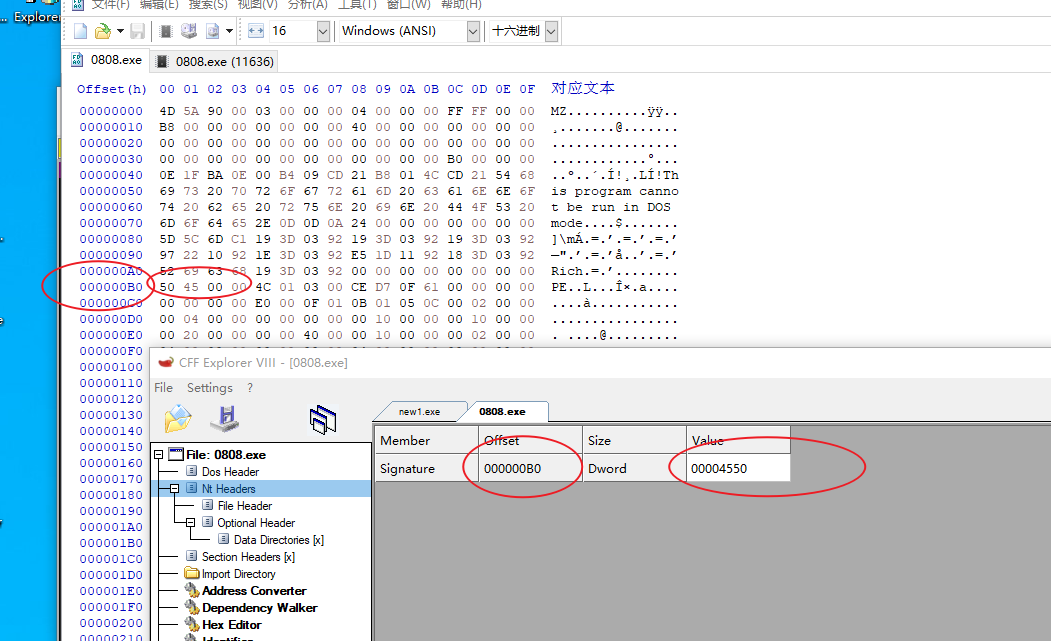 Explorer
文件(F) 编辑(E) 搜索(S) 视图(V) 分析(A) 工具(T) 窗口(W) 帮助(H)
16 Windows (ANSI) 十六进制
0808.exe 0808.exe (11636)
Offset(h) 00 01 02 03 04 05 06 07 08 09 0A 0B 0C 0D 0E 0F 对应文本
00000000 4D 5A 90 00 03 00 00 00 04 00 00 00 FF FF 00 00 MZ..........ÿÿ..
00000010 B8 00 00 00 00 00 00 00 40 00 00 00 00 00 00 00 ¸.......@.......
00000020 00 00 00 00 00 00 00 00 00 00 00 00 00 00 00 00 ................
00000030 00 00 00 00 00 00 00 00 00 00 00 00 B0 00 00 00 ............°...
00000040 0E 1F BA 0E 00 B4 09 CD 21 B8 01 4C CD 21 54 68 ..º..´.Í!¸.LÍ!Th
00000050 69 73 20 70 72 6F 67 72 61 6D 20 63 61 6E 6E 6F is program canno
00000060 74 20 62 65 20 72 75 6E 20 69 6E 20 44 4F 53 20 t be run in DOS
00000070 6D 6F 64 65 2E 0D 0D 0A 24 00 00 00 00 00 00 00 mode....$.......
00000080 5D 5C 6D C1 19 3D 03 92 19 3D 03 92 19 3D 03 92 ]\mÁ.=.’.=.’.=.’
00000090 97 22 10 92 1E 3D 03 92 E5 1D 11 92 18 3D 03 92 —".’.=.’å..’.=.’
000000A0 52 69 63 68 19 3D 03 92 00 00 00 00 00 00 00 00 Rich.=.’........
000000B0 50 45 00 00 4C 01 03 00 CE D7 0F 61 00 00 00 00 PE..L...Î×.a....
000000C0 00 00 00 00 E0 00 0F 01 0B 01 05 0C 00 02 00 00 ....à...........
000000D0 00 04 00 00 00 00 00 00 00 10 00 00 00 10 00 00 ................
000000E0 00 20 00 00 00 00 40 00 00 10 00 00 00 02 00 00 . ....@.........
000000F0
00000100
00000110
00000120
00000130
00000140
00000150
00000160
00000170
00000180
00000190
000001A0
000001B0
000001C0
000001D0
000001E0
000001F0
00000200
00000210
CFF Explorer VIII - [0808.exe]
File Settings ?
new1.exe 0808.exe
Member Offset Size Value
Signature 000000B0 Dword 00004550
File: 0808.exe
Dos Header
Nt Headers
File Header
Optional Header
Data Directories [x]
Section Headers [x]
Import Directory
Address Converter
Dependency Walker
Hex Editor
Identifier